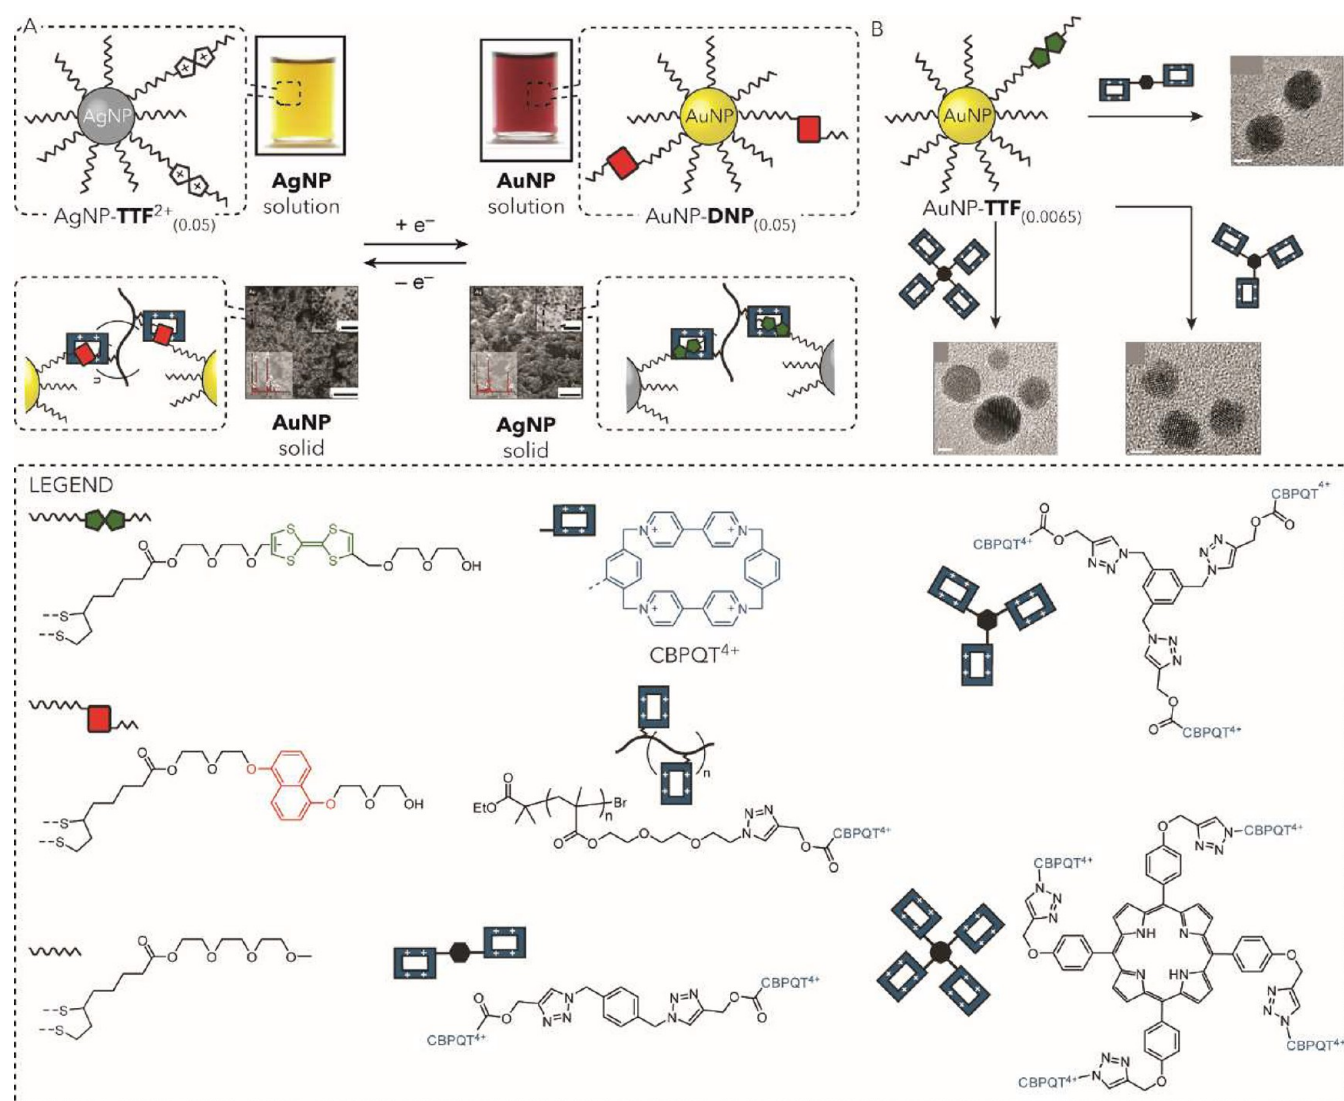 A
AgNP
AgNP-TTF2+(0.05)
AgNP
solution
AuNP
solution
AuNP
AuNP-DNP(0.05)
+ e–
– e–
n
AuNP
solid
AgNP
solid
B
AuNP
AuNP-TTF(0.0065)
LEGEND
O
O
O
O
S
S
S
S
O
O
OH
--S
--S
N+
N+
N+
N+
CBPQT4+
CBPQT4+
O
O
N
N
N
N
N
N
O
O
CBPQT4+
N
N
N
O
O
CBPQT4+
O
O
O
O
O
O
OH
--S
--S
n
EtO
O
n
Br
O
O
O
O
N
N
N
O
O
CBPQT4+
O
O
O
O
O
--S
--S
O
O
CBPQT4+
N
N
N
N
N
N
O
O
CBPQT4+
O
N
N
N
CBPQT4+
CBPQT4+
N
N
N
O
NH
N
N
HN
O
N
N
N
CBPQT4+
CBPQT4+
N
N
N
O